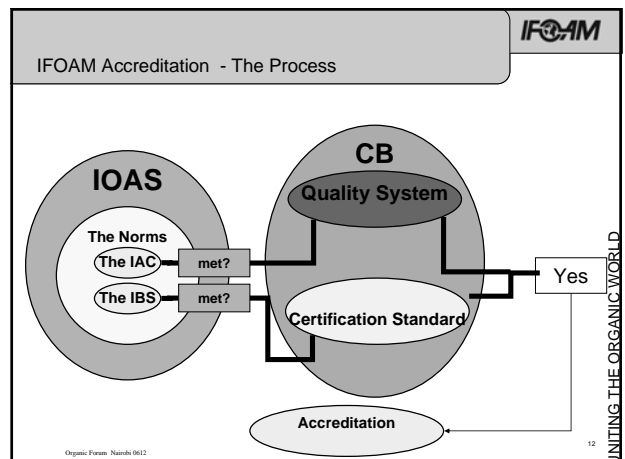 IFOAM
IFOAM Accreditation - The Process
IOAS
The Norms
The IAC
met?
The IBS
met?
CB
Quality System
Certification Standard
Yes
Accreditation
UNITING THE ORGANIC WORLD
Organic Forum Nairobi 0612
12